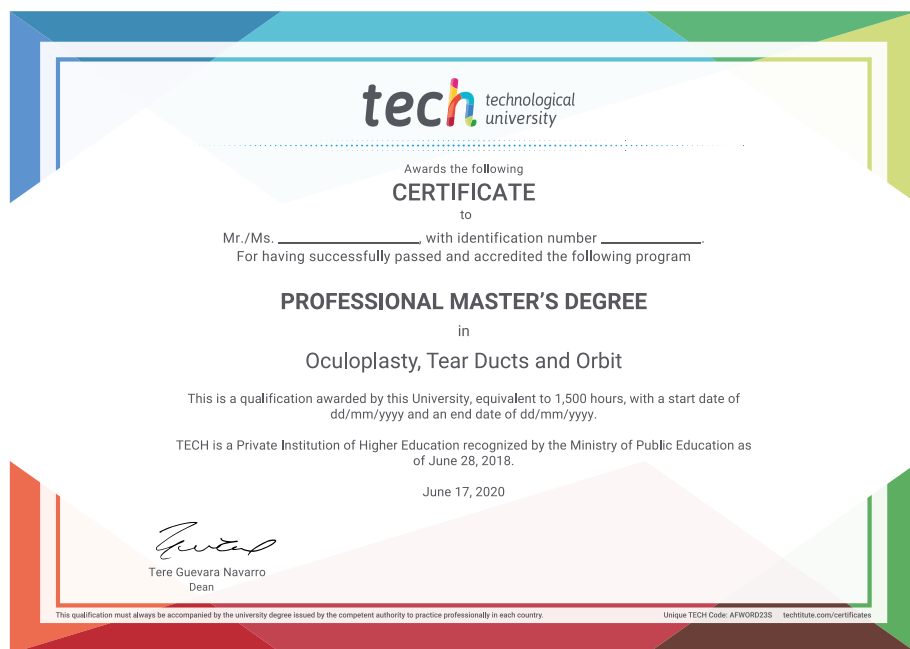 tech technological
university
Awards the following
CERTIFICATE
to
Mr./Ms. ____________________, with identification number ______________.
For having successfully passed and accredited the following program
PROFESSIONAL MASTER'S DEGREE
in
Oculoplasty, Tear Ducts and Orbit
This is a qualification awarded by this University, equivalent to 1,500 hours, with a start date of
dd/mm/yyyy and an end date of dd/mm/yyyy.
TECH is a Private Institution of Higher Education recognized by the Ministry of Public Education as
of June 28, 2018.
June 17, 2020
Tere Guevara Navarro
Dean
This qualification must always be accompanied by the university degree issued by the competent authority to practice professionally in each country.
Unique TECH Code: AFWORD23S techtitute.com/certificates